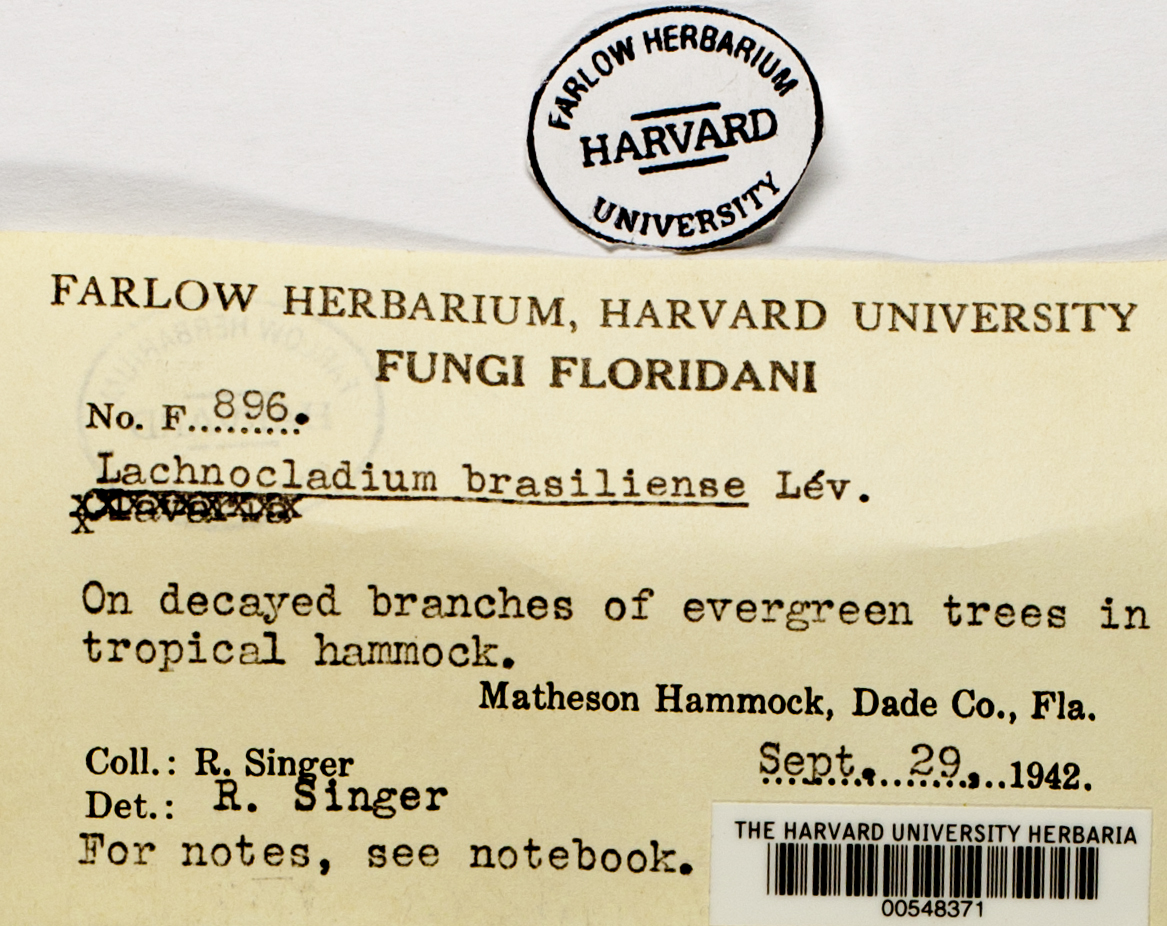 FARLOW HERBARIUM
HARVARD
UNIVERSITY
FARLOW HERBARIUM, HARVARD UNIVERSITY
FUNGI FLORIDANI
No. F. 896.
Lachnocladium brasiliense Lév.
On decayed branches of evergreen trees in
tropical hammock.
Matheson Hammock, Dade Co., Fla.
Coll.: R. Singer
Sept. 29, 1942.
Det.: R. Singer
For notes, see notebook.
THE HARVARD UNIVERSITY HERBARIA
00548371